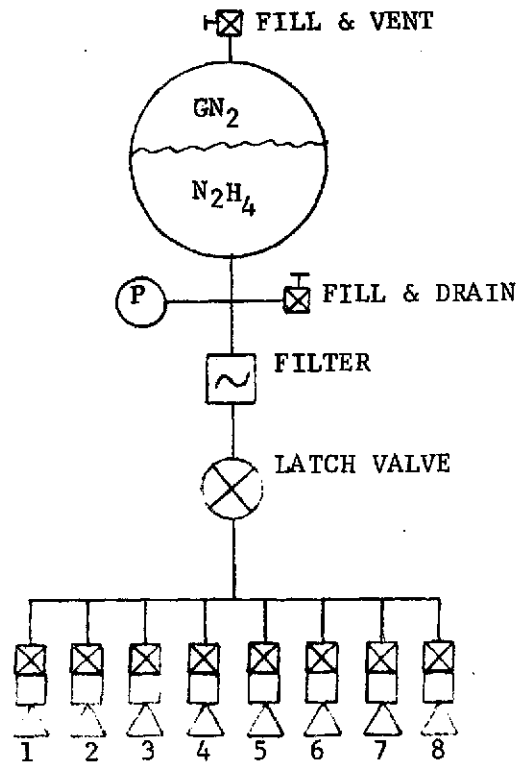 FILL & VENT
GN2
N2H4
P
FILL & DRAIN
FILTER
LATCH VALVE
1 2 3 4 5 6 7 8